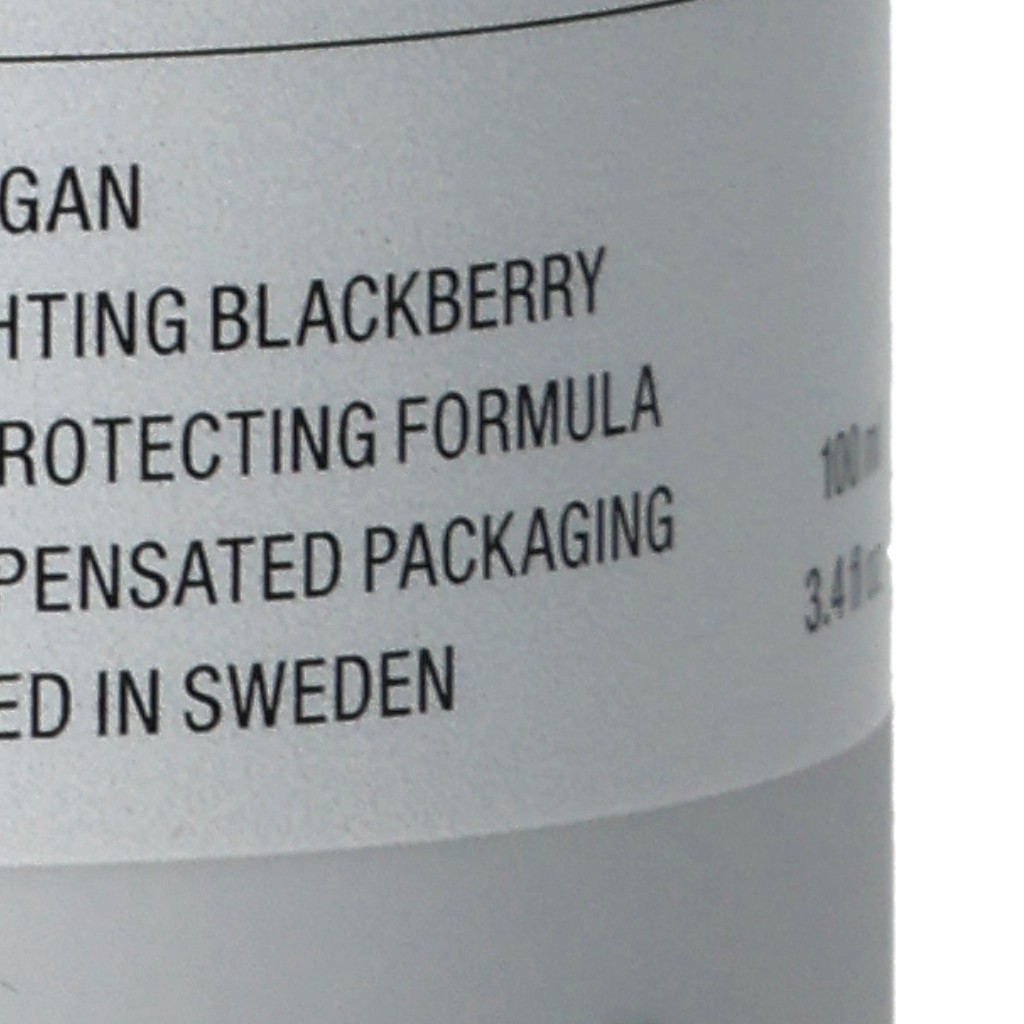 GAN
HTING BLACKBERRY
ROTECTING FORMULA
PENSATED PACKAGING
ED IN SWEDEN
100 ml
3.4 fl oz